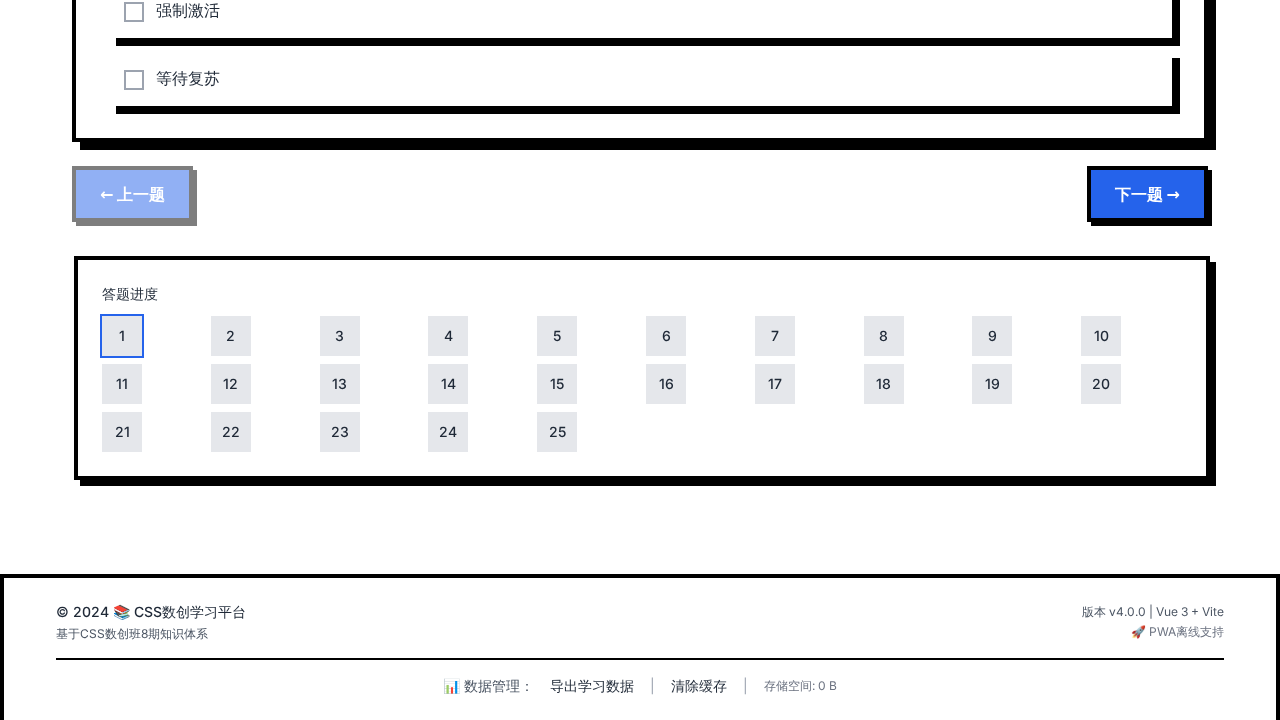 强制激活
等待复苏
← 上一题
下一题 →
答题进度
1 2 3 4 5 6 7 8 9 10
11 12 13 14 15 16 17 18 19 20
21 22 23 24 25
© 2024 📚 CSS数创学习平台
基于CSS数创班8期知识体系
版本 v4.0.0 | Vue 3 + Vite
🚀 PWA离线支持
📊 数据管理： 导出学习数据 | 清除缓存 | 存储空间: 0 B